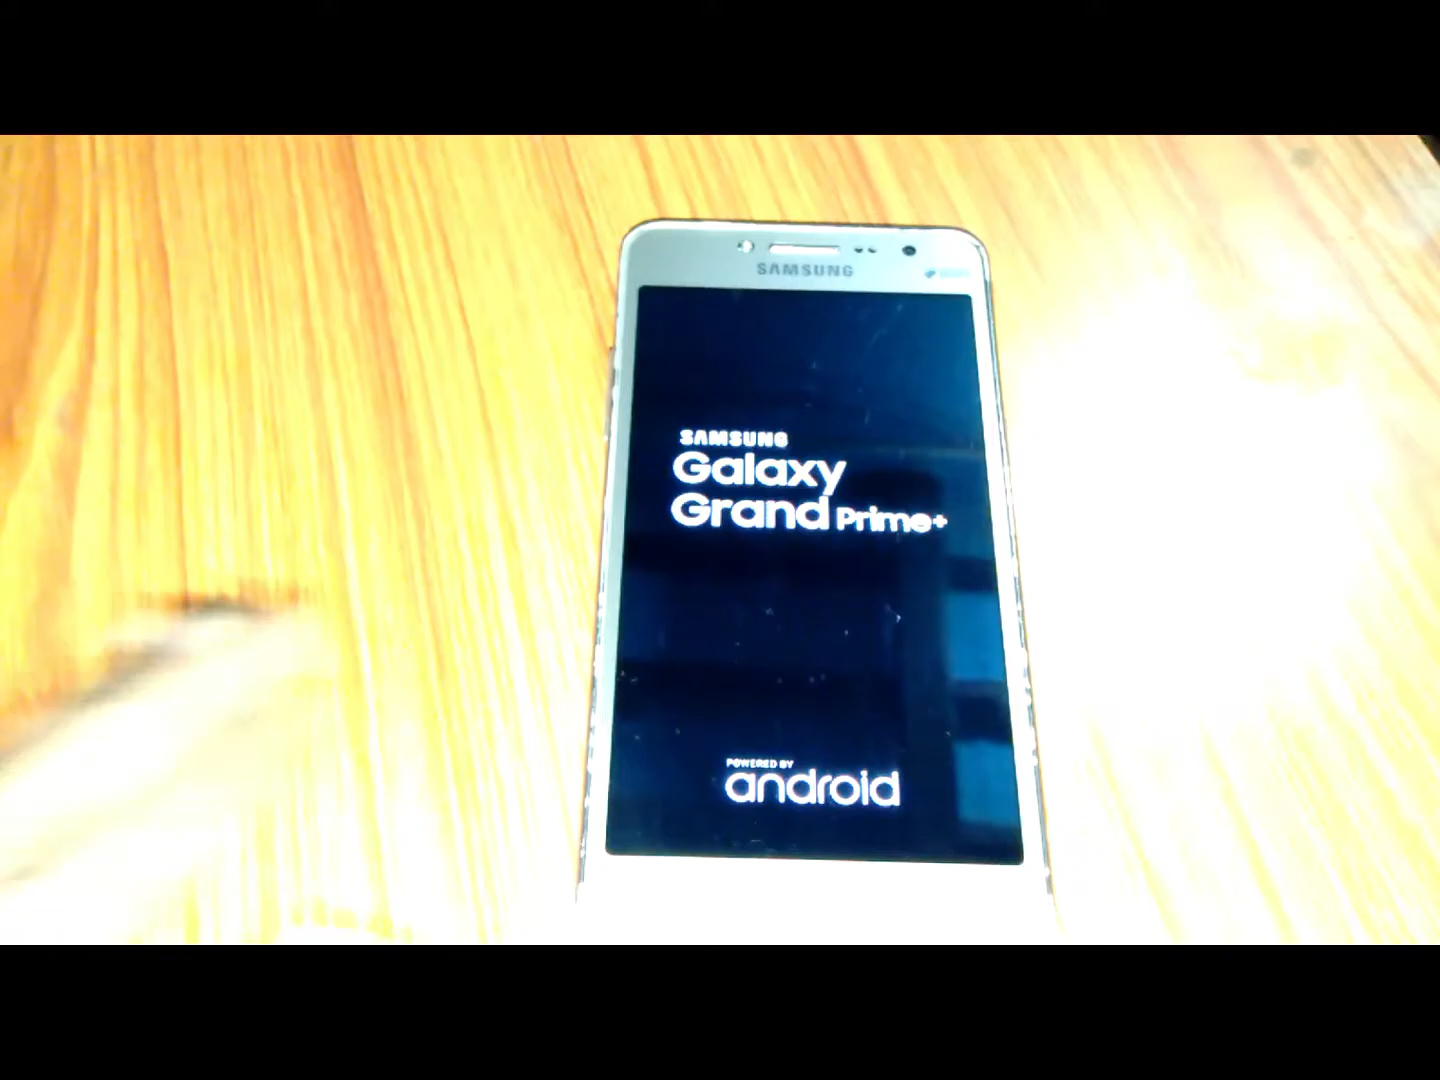 SAMSUNG
SAMSUNG
Galaxy
Grand Prime+
POWERED BY
android